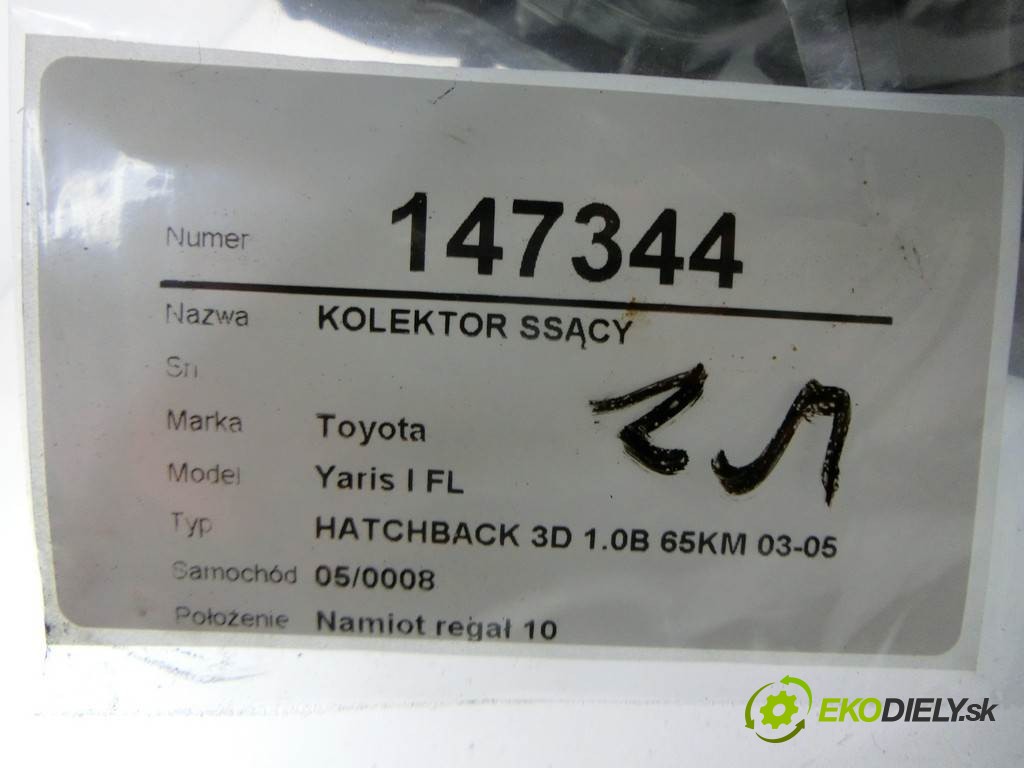 Numer 147344
Nazwa KOLEKTOR SSĄCY
Sn
Marka Toyota
Model Yaris I FL
Typ HATCHBACK 3D 1.0B 65KM 03-05
Samochód 05/0008
Położenie Namiot regał 10
EKODIELY.sk